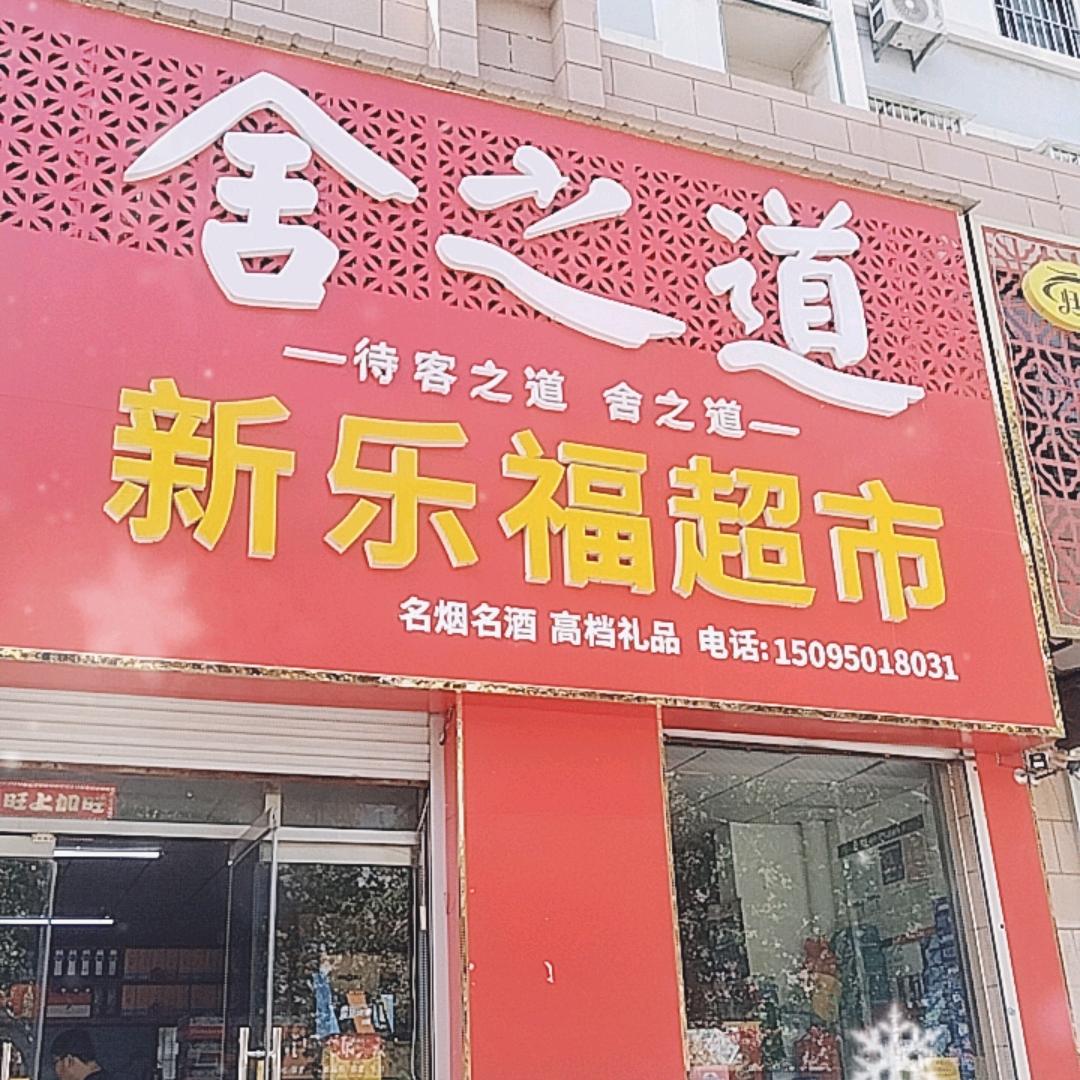 舍之道
—待客之道 舍之道—
新乐福超市
名烟名酒 高档礼品 电话:15095018031
旺上加旺